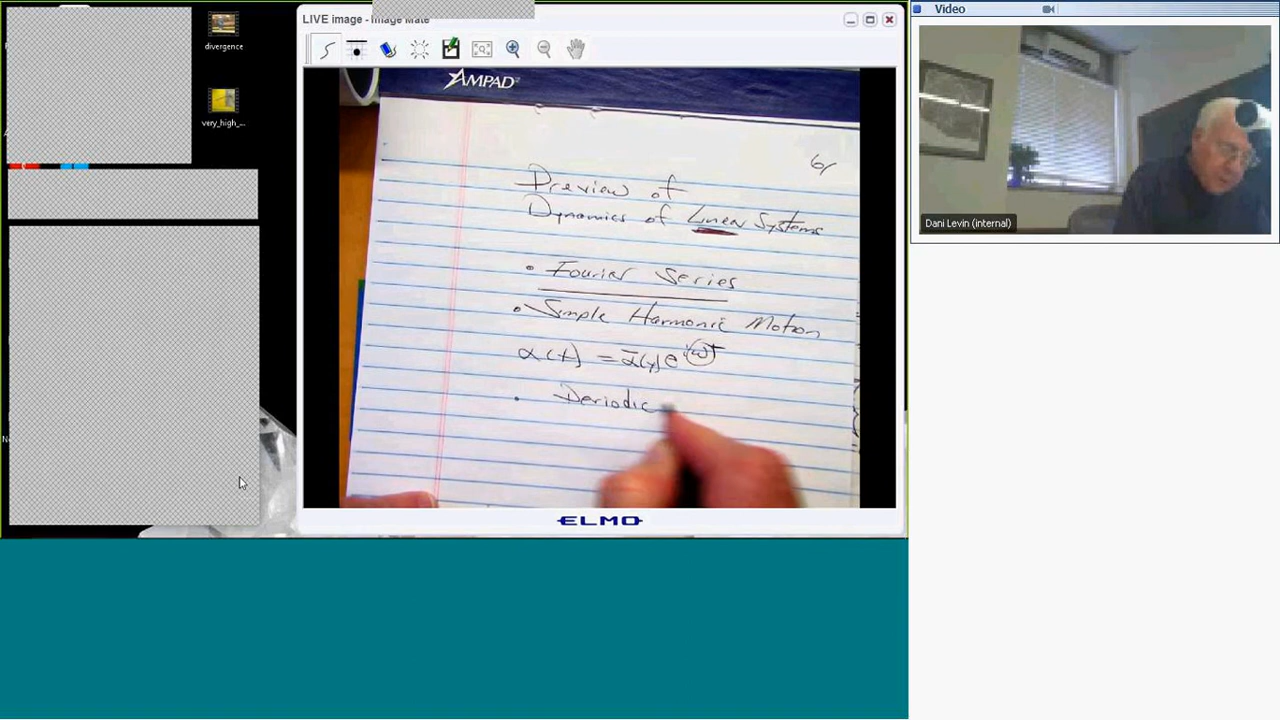 divergence
very_high_...
LIVE image - Image Mate
AMPAD
6/
Preview of
Dynamics of Linear Systems
• Fourier Series
• Simple Harmonic Motion
α(t) = ᾱ(y)e^{iωt}
• Periodic
ELMO
Video
Dani Levin (internal)